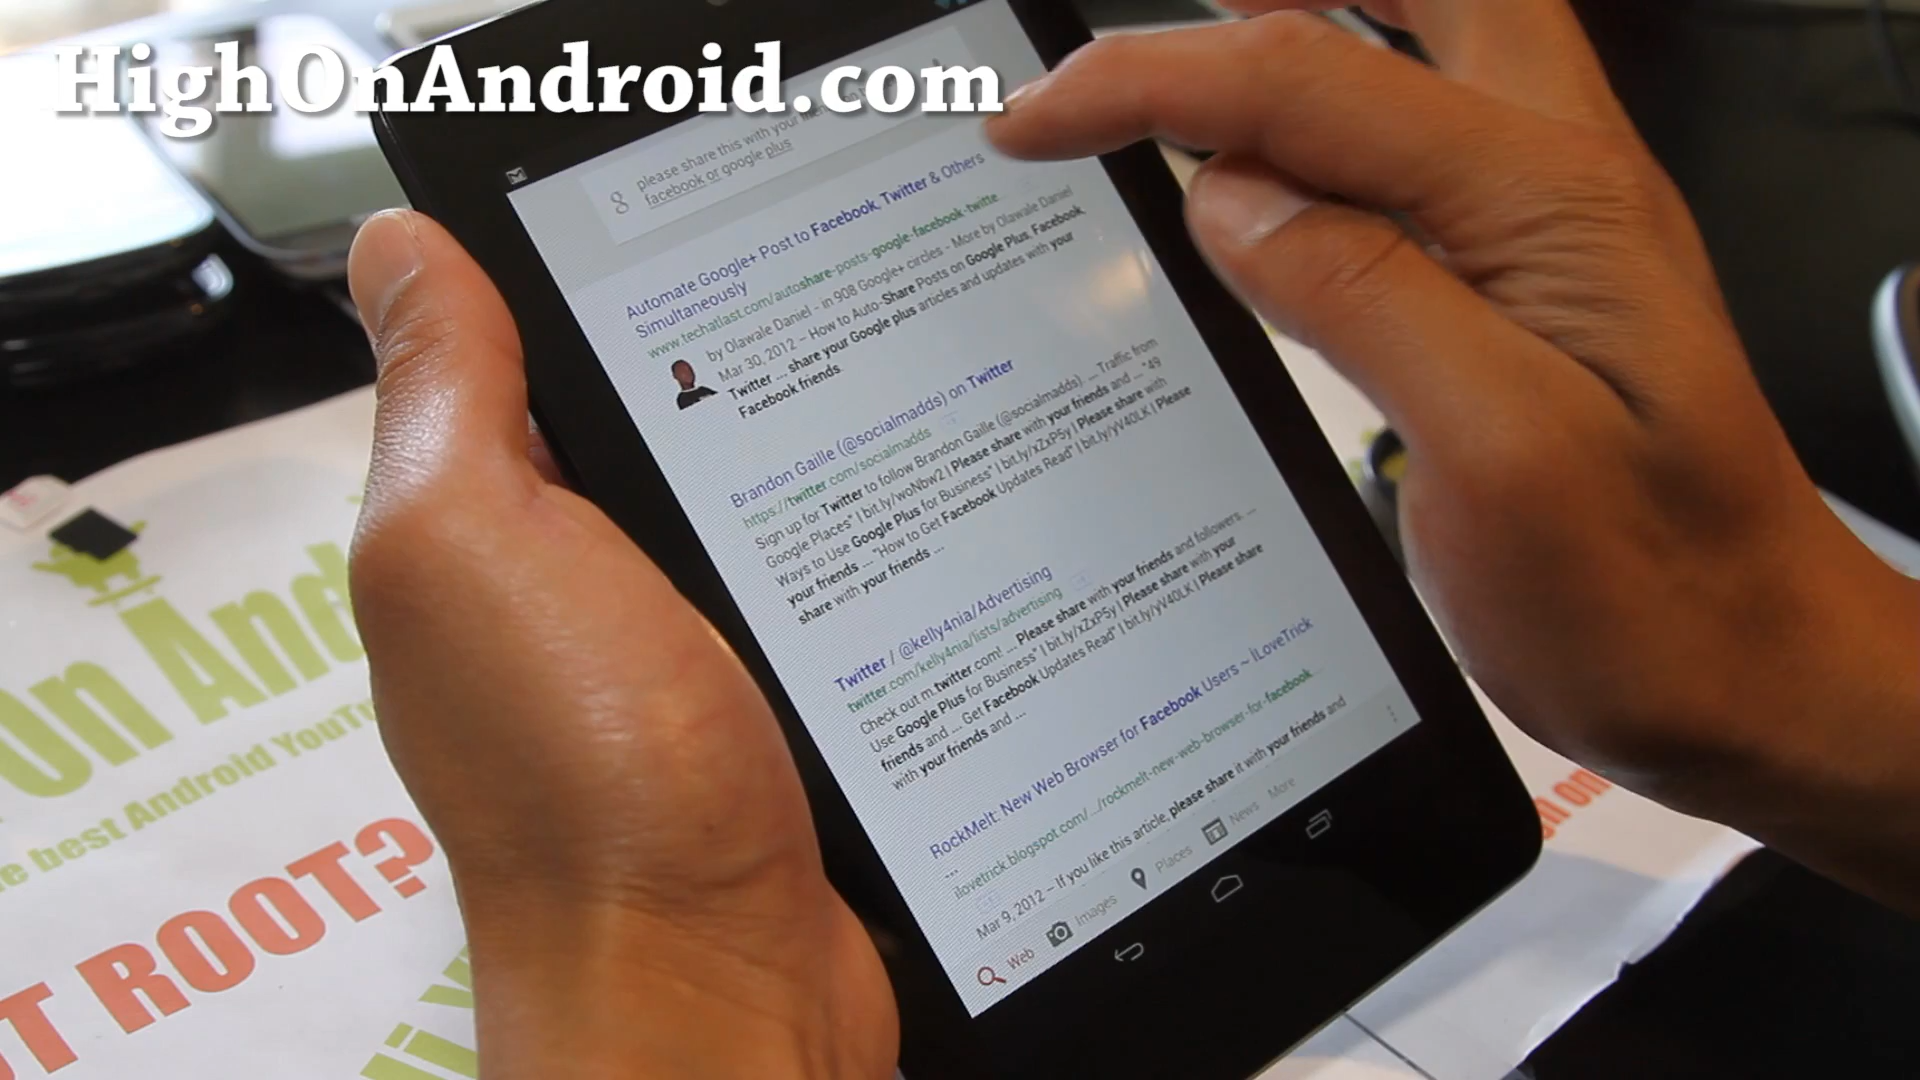 HighOnAndroid.com
please share this with your friends on
facebook or google plus
Automate Google+ Post to Facebook, Twitter & Others
Simultaneously
www.techatlast.com/autoshare-posts-google-facebook-twitte
by Olawale Daniel - in 908 Google+ circles - More by Olawale Daniel
Mar 30, 2012 – How to Auto-Share Posts on Google Plus, Facebook,
Twitter ... share your Google plus articles and updates with your
Facebook friends.
Brandon Gaille (@socialmadds) on Twitter
https://twitter.com/socialmadds
Sign up for Twitter to follow Brandon Gaille (@socialmadds). ... Traffic from
Google Places" | bit.ly/woNbw2 | Please share with your friends and ... "49
Ways to Use Google Plus for Business" | bit.ly/xZxP5y | Please share with
your friends ... "How to Get Facebook Updates Read" | bit.ly/yV40LK | Please
share with your friends ...
Twitter / @kelly4nia/Advertising
twitter.com/kelly4nia/lists/advertising
Check out m.twitter.com! ... Please share with your friends and followers. ...
Use Google Plus for Business" | bit.ly/xZxP5y | Please share with your
friends and ... Get Facebook Updates Read" | bit.ly/yV40LK | Please share
with your friends and ...
RockMelt: New Web Browser for Facebook Users ~ ILoveTrick
...
ilovetrick.blogspot.com/.../rockmelt-new-web-browser-for-facebook...
Mar 9, 2012 – If you like this article, please share it with your friends and
Web Images Places News More
On And
best Android YouTu
T ROOT?
high on